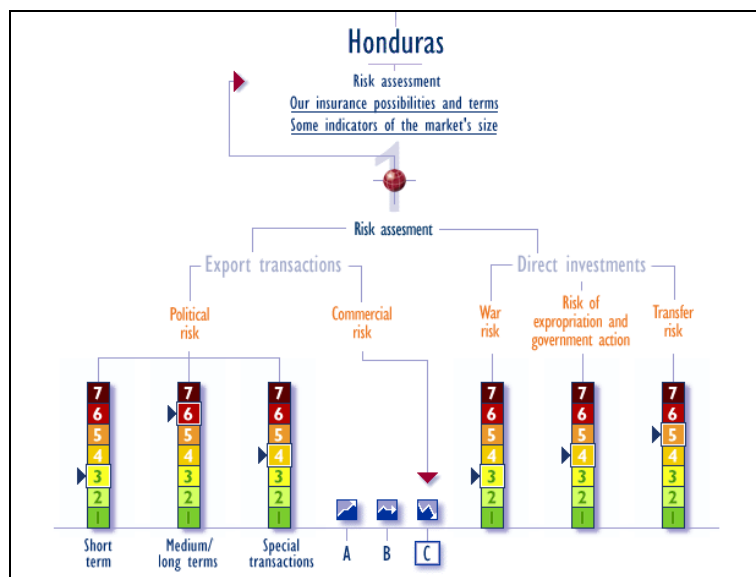 Honduras
Risk assessment
Our insurance possibilities and terms
Some indicators of the market's size
1
Risk assesment
Export transactions
Direct investments
Political
risk
Commercial
risk
War
risk
Risk of
expropriation and
government action
Transfer
risk
7 7 7 7 7 7
6 6 6 6 6 6
5 5 5 5 5 5
4 4 4 4 4 4
3 3 3 3 3 3
2 2 2 2 2 2
1 1 1 1 1 1
Short
term
Medium/
long terms
Special
transactions
A B C